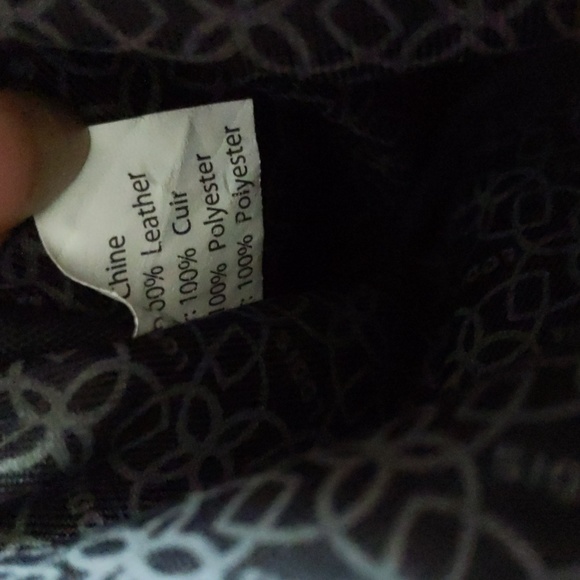 Chine
00% Leather
: 100% Cuir
100% Polyester
: 100% Polyester